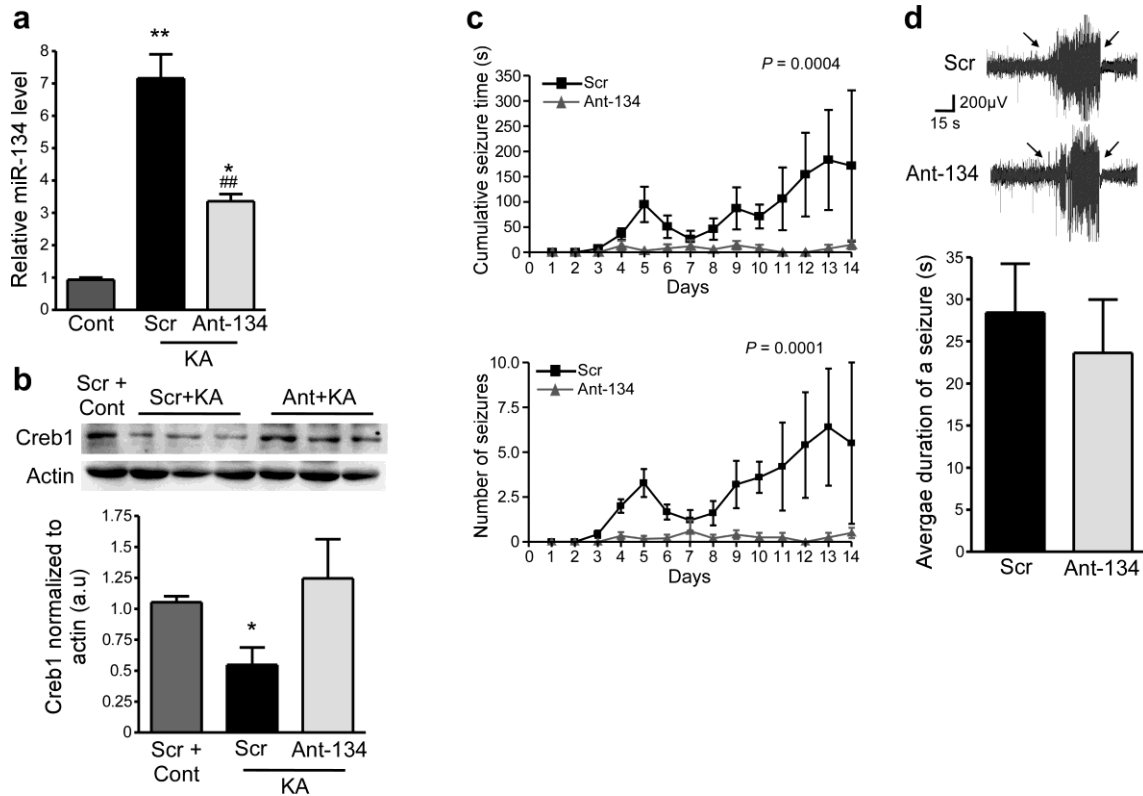 a
**
*
##
Relative miR-134 level
8
7
6
5
4
3
2
1
0
Cont Scr Ant-134
KA
b
Scr +
Cont
Scr+KA
Ant+KA
Creb1
Actin
Creb1 normalized to
actin (a.u)
1.75
1.5
1.25
1.0
0.75
0.5
0.25
0
*
Scr +
Cont
Scr Ant-134
KA
c
P = 0.0004
Scr
Ant-134
Cumulative seizure time (s)
350
300
250
200
150
100
50
0
0 1 2 3 4 5 6 7 8 9 10 11 12 13 14
Days
P = 0.0001
Scr
Ant-134
Number of seizures
10.0
7.5
5.0
2.5
0
0 1 2 3 4 5 6 7 8 9 10 11 12 13 14
Days
d
Scr
200µV
15 s
Ant-134
Avergae duration of a seizure (s)
35
30
25
20
15
10
5
0
Scr Ant-134